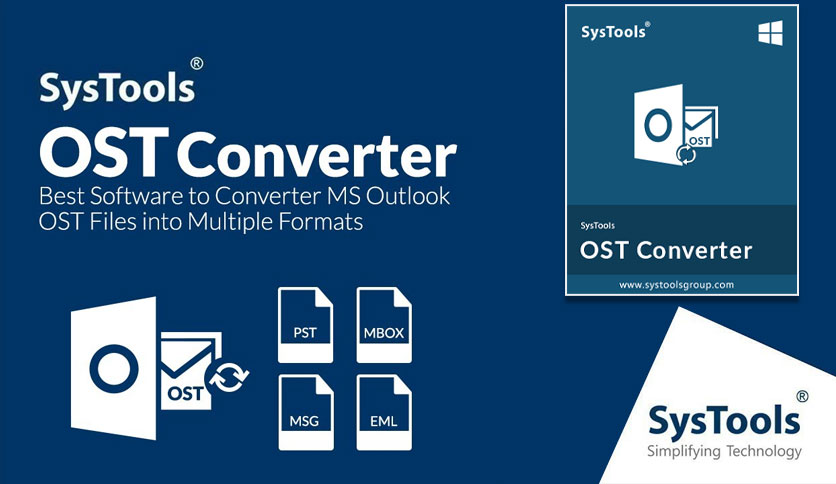 SysTools®
OST Converter
Best Software to Converter MS Outlook
OST Files into Multiple Formats
OST
PST
MBOX
MSG
EML
SysTools®
OST
SysTools
OST Converter
www.systoolsgroup.com
SysTools®
Simplifying Technology